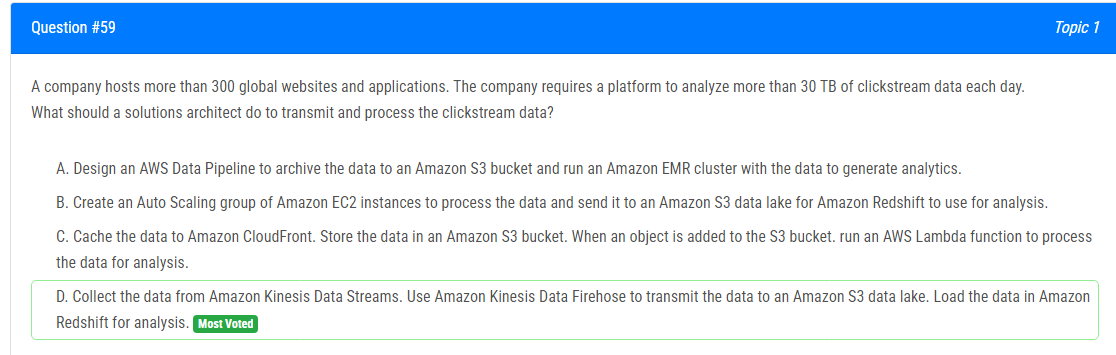 Question #59
Topic 1
A company hosts more than 300 global websites and applications. The company requires a platform to analyze more than 30 TB of clickstream data each day.
What should a solutions architect do to transmit and process the clickstream data?
A. Design an AWS Data Pipeline to archive the data to an Amazon S3 bucket and run an Amazon EMR cluster with the data to generate analytics.
B. Create an Auto Scaling group of Amazon EC2 instances to process the data and send it to an Amazon S3 data lake for Amazon Redshift to use for analysis.
C. Cache the data to Amazon CloudFront. Store the data in an Amazon S3 bucket. When an object is added to the S3 bucket. run an AWS Lambda function to process
the data for analysis.
D. Collect the data from Amazon Kinesis Data Streams. Use Amazon Kinesis Data Firehose to transmit the data to an Amazon S3 data lake. Load the data in Amazon
Redshift for analysis. Most Voted